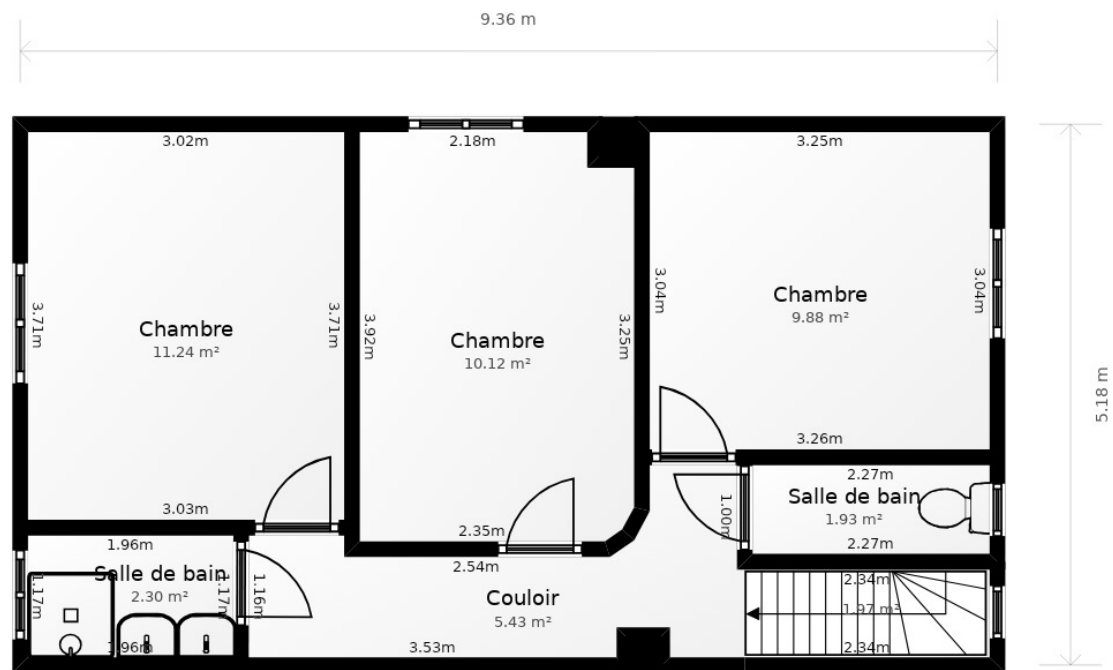 9.36 m
3.02m
2.18m
3.25m
3.71m
3.71m
3.92m
3.25m
3.04m
3.04m
5.18 m
Chambre
11.24 m²
Chambre
10.12 m²
Chambre
9.88 m²
3.03m
2.35m
3.26m
1.96m
2.54m
2.27m
Salle de bain
1.93 m²
2.27m
1.00m
Salle de bain
2.30 m²
1.17m
1.17m
1.16m
1.96m
Couloir
5.43 m²
3.53m
2.34m
1.97 m²
2.34m